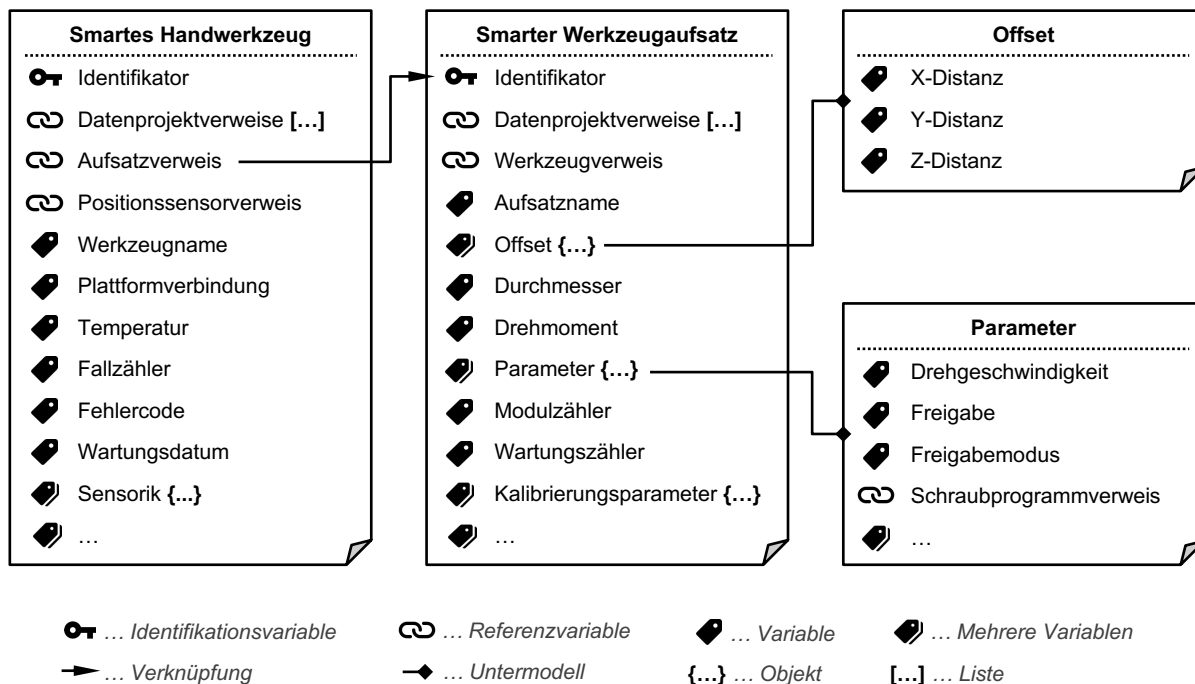 Smartes Handwerkzeug
Identifikator
Datenprojektverweise […]
Aufsatzverweis
Positionssensorverweis
Werkzeugname
Plattformverbindung
Temperatur
Fallzähler
Fehlercode
Wartungsdatum
Sensorik {...}
…
Smarter Werkzeugaufsatz
Identifikator
Datenprojektverweise […]
Werkzeugverweis
Aufsatzname
Offset {…}
Durchmesser
Drehmoment
Parameter {…}
Modulzähler
Wartungszähler
Kalibrierungsparameter {…}
…
Offset
X-Distanz
Y-Distanz
Z-Distanz
Parameter
Drehgeschwindigkeit
Freigabe
Freigabemodus
Schraubprogrammverweis
…
… Identifikationsvariable
… Referenzvariable
… Variable
… Mehrere Variablen
… Verknüpfung
… Untermodell
{…} … Objekt
[…] … Liste